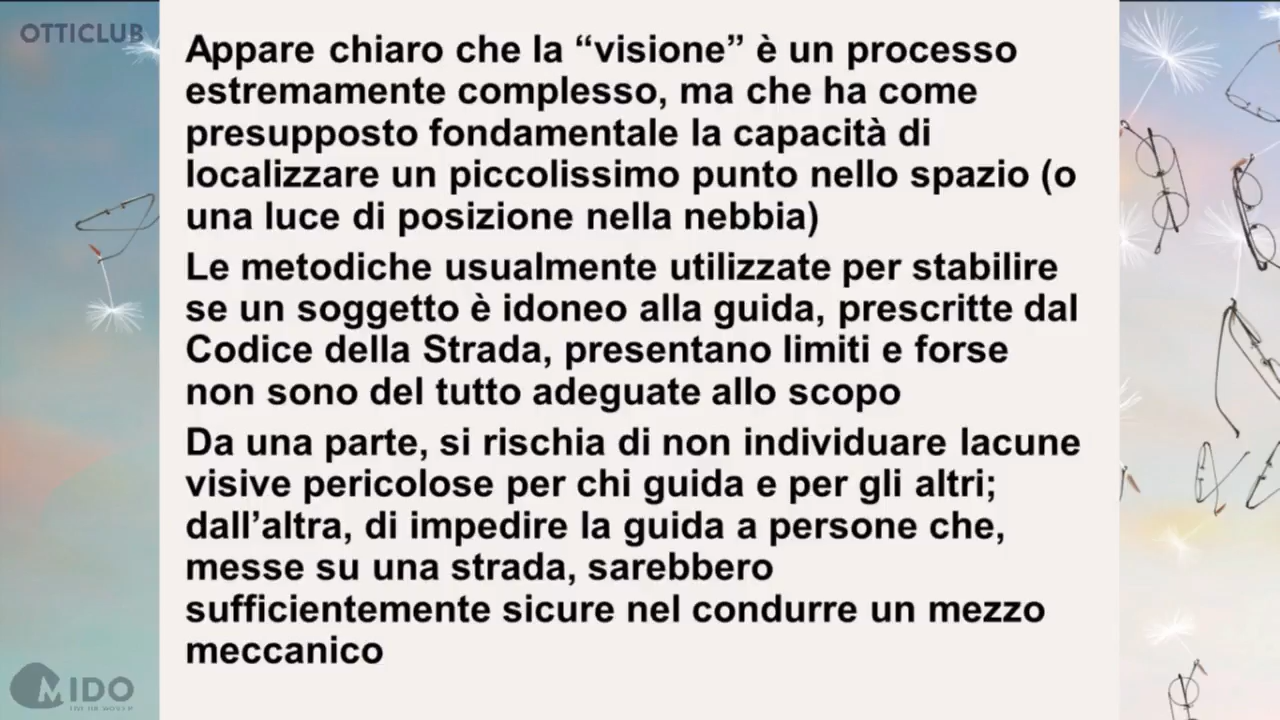 OTTICLUB
Appare chiaro che la “visione” è un processo
estremamente complesso, ma che ha come
presupposto fondamentale la capacità di
localizzare un piccolissimo punto nello spazio (o
una luce di posizione nella nebbia)
Le metodiche usualmente utilizzate per stabilire
se un soggetto è idoneo alla guida, prescritte dal
Codice della Strada, presentano limiti e forse
non sono del tutto adeguate allo scopo
Da una parte, si rischia di non individuare lacune
visive pericolose per chi guida e per gli altri;
dall’altra, di impedire la guida a persone che,
messe su una strada, sarebbero
sufficientemente sicure nel condurre un mezzo
meccanico
MIDO